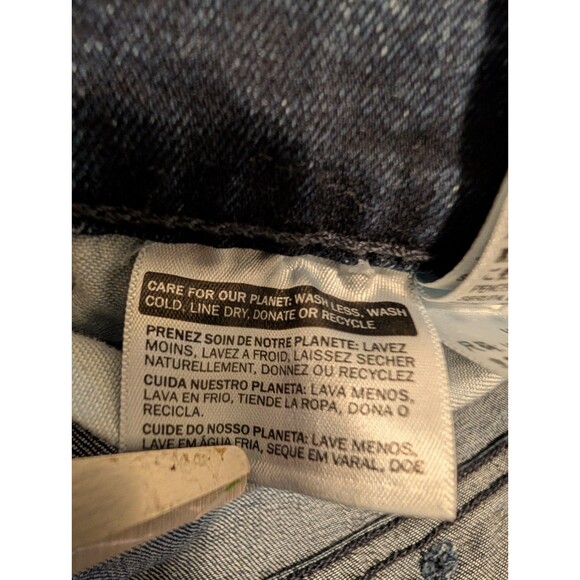 CARE FOR OUR PLANET: WASH LESS, WASH
COLD, LINE DRY, DONATE OR RECYCLE
PRENEZ SOIN DE NOTRE PLANETE: LAVEZ
MOINS, LAVEZ A FROID, LAISSEZ SECHER
NATURELLEMENT, DONNEZ OU RECYCLEZ
CUIDA NUESTRO PLANETA: LAVA MENOS,
LAVA EN FRIO, TIENDE LA ROPA, DONA O
RECICLA.
CUIDE DO NOSSO PLANETA: LAVE MENOS,
LAVE EM ÁGUA FRIA, SEQUE EM VARAL, DOE